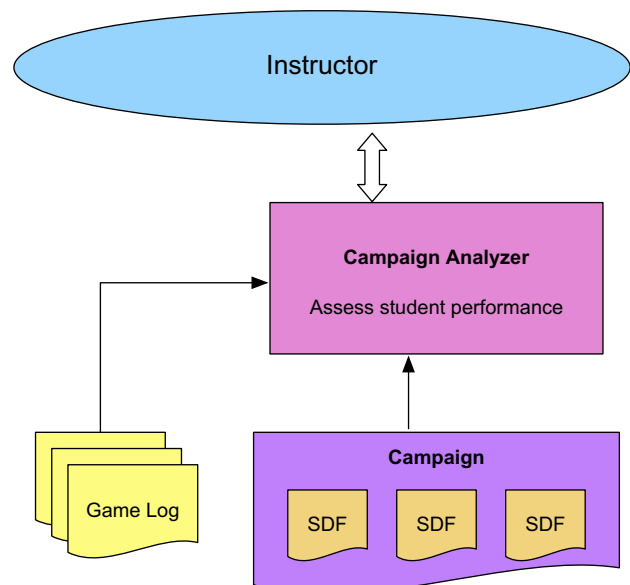 Instructor
Campaign Analyzer
Assess student performance
Campaign
Game Log
SDF SDF SDF